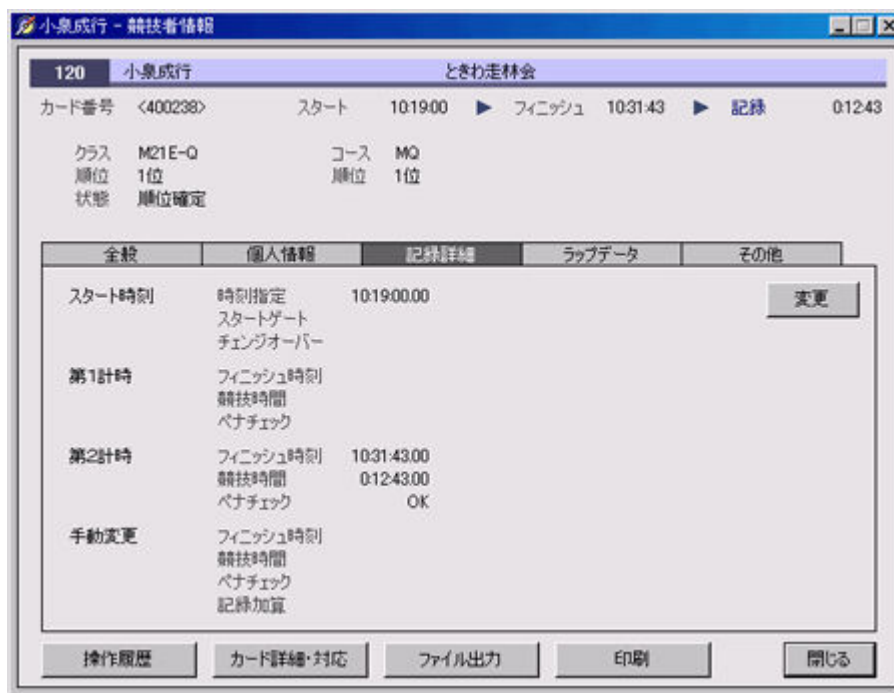 小泉成行 - 競技者情報
120 小泉成行 ときわ走林会
カード番号 <400238> スタート 10:19:00 ▶ フィニッシュ 10:31:43 ▶ 記録 0:12:43
クラス M21E-Q コース MQ
順位 1位 順位 1位
状態 順位確定
全般 個人情報 記録詳細 ラップデータ その他
スタート時刻 時刻指定 10:19:00.00 変更
スタートゲート
チェンジオーバー
第1計時 フィニッシュ時刻
競技時間
ペナチェック
第2計時 フィニッシュ時刻 10:31:43.00
競技時間 0:12:43.00
ペナチェック OK
手動変更 フィニッシュ時刻
競技時間
ペナチェック
記録加算
操作履歴 カード詳細・対応 ファイル出力 印刷 閉じる